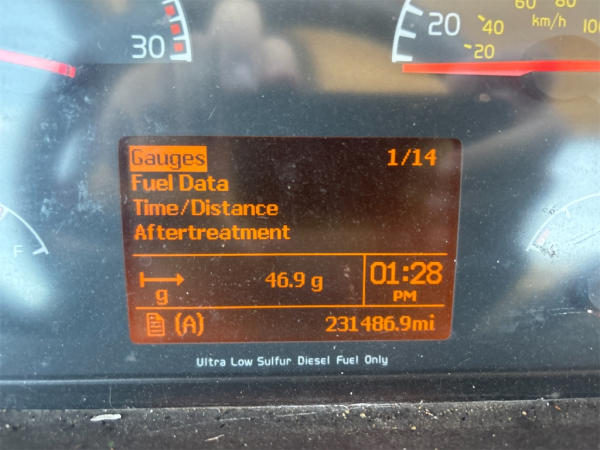 30
20
40
20
60
80
100
km/h
Gauges 1/14
Fuel Data
Time/Distance
Aftertreatment
g 46.9 g 01:28 PM
(A) 231486.9mi
Ultra Low Sulfur Diesel Fuel Only
F